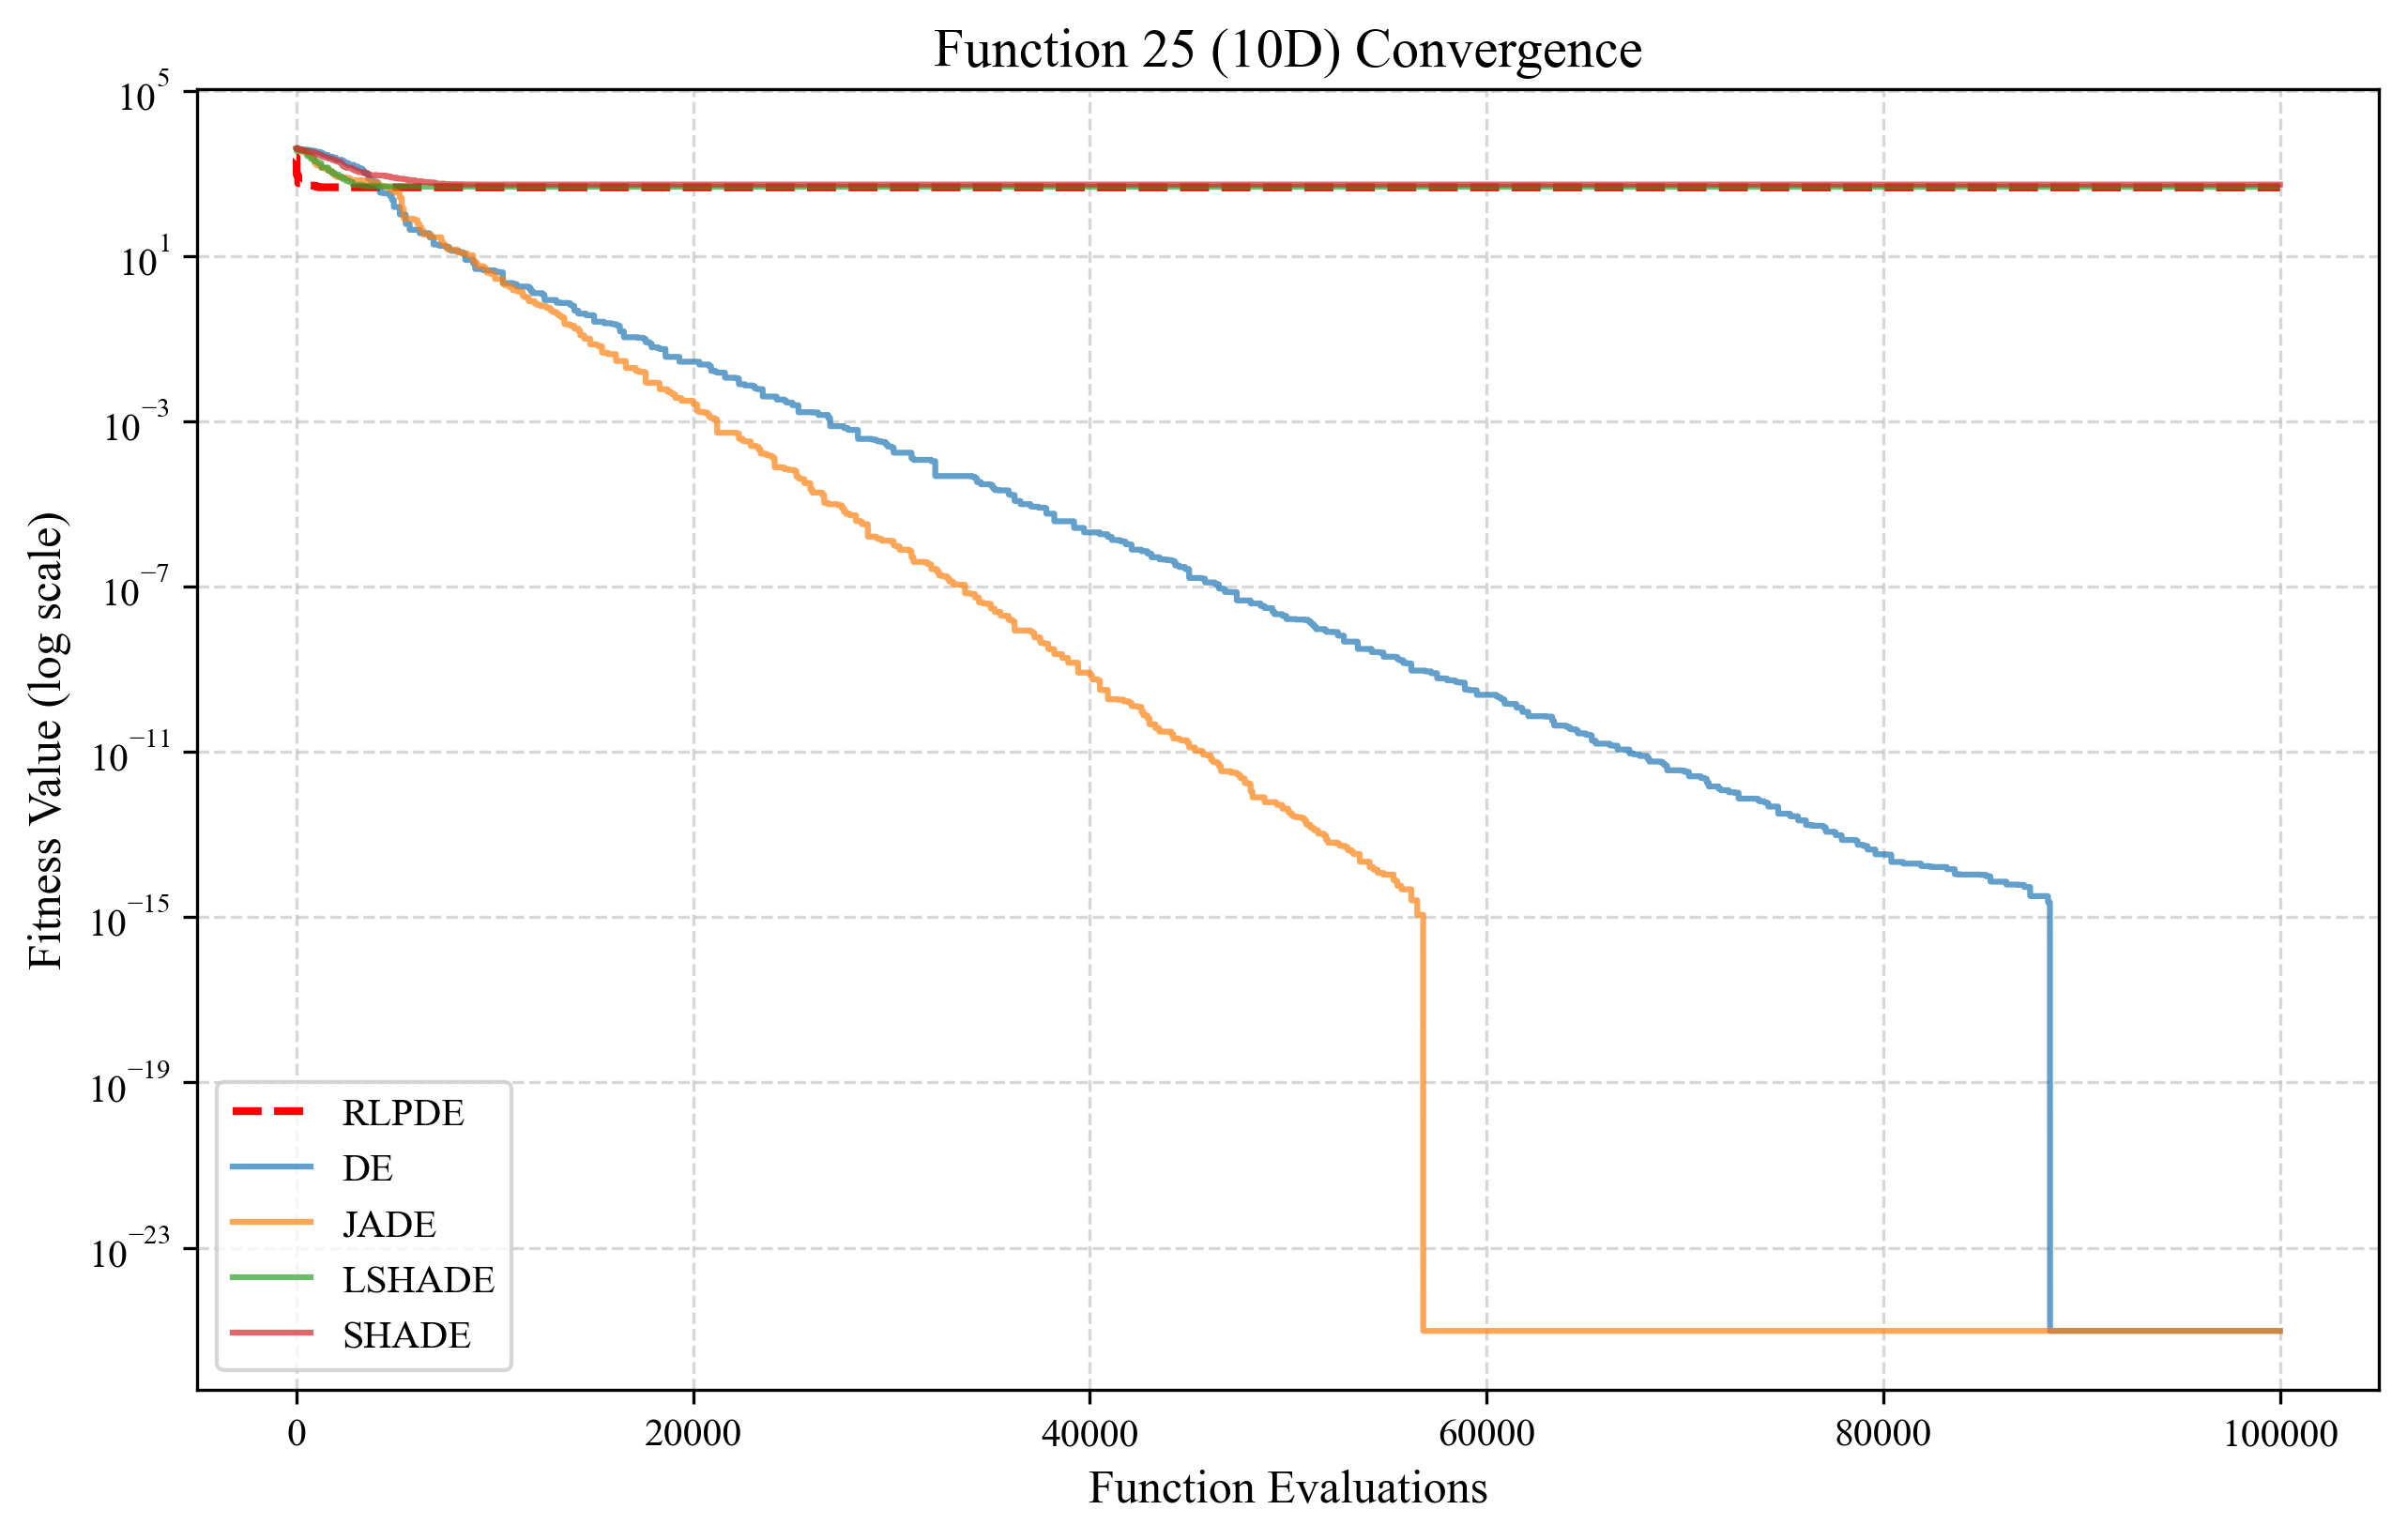 Function 25 (10D) Convergence
Fitness Value (log scale)
10^5
10^1
10^−3
10^−7
10^−11
10^−15
10^−19
10^−23
RLPDE
DE
JADE
LSHADE
SHADE
0 20000 40000 60000 80000 100000
Function Evaluations